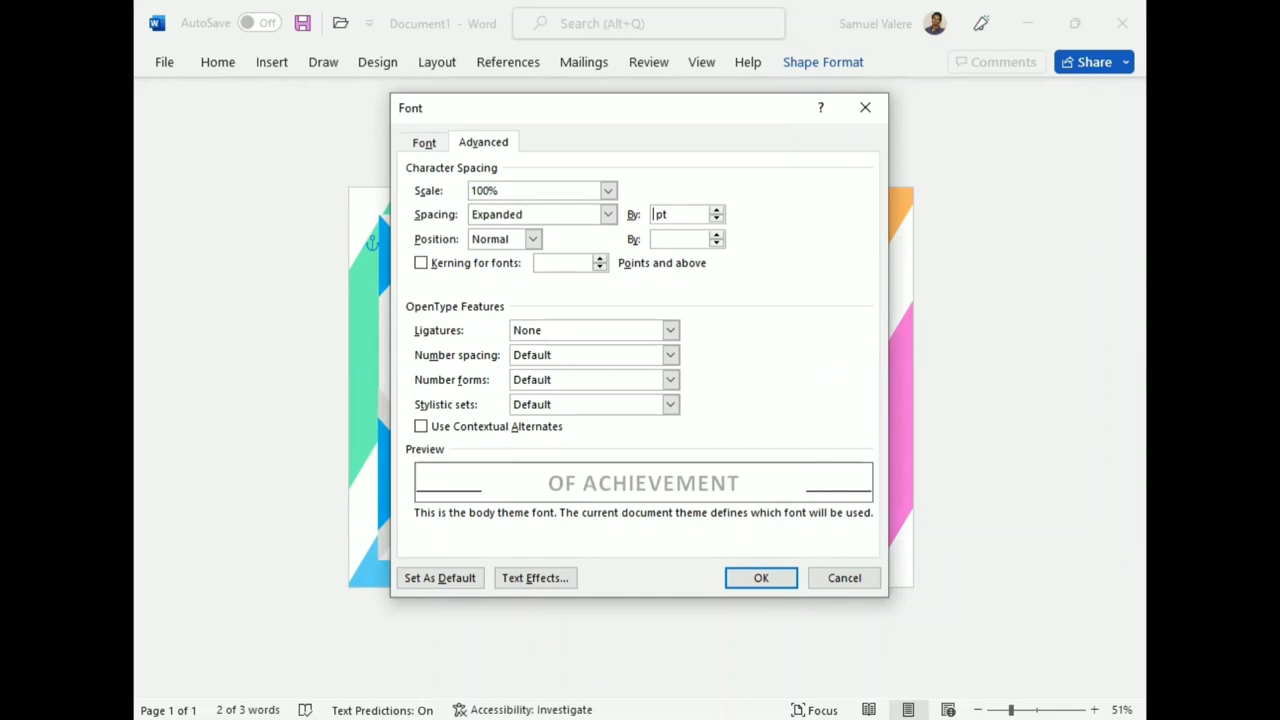 AutoSave Off Document1 - Word Search (Alt+Q) Samuel Valere
File Home Insert Draw Design Layout References Mailings Review View Help Shape Format Comments Share
Font ?
Font Advanced
Character Spacing
Scale: 100%
Spacing: Expanded By: pt
Position: Normal By:
Kerning for fonts: Points and above
OpenType Features
Ligatures: None
Number spacing: Default
Number forms: Default
Stylistic sets: Default
Use Contextual Alternates
Preview
OF ACHIEVEMENT
This is the body theme font. The current document theme defines which font will be used.
Set As Default Text Effects... OK Cancel
Page 1 of 1 2 of 3 words Text Predictions: On Accessibility: Investigate Focus 51%